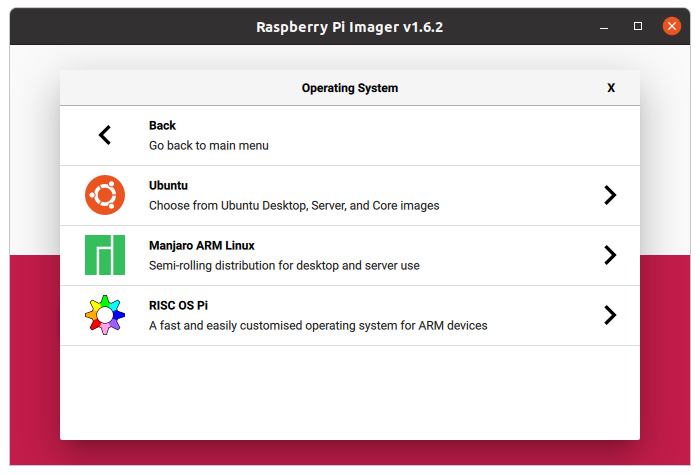 Raspberry Pi Imager v1.6.2
Operating System X
Back
Go back to main menu
Ubuntu
Choose from Ubuntu Desktop, Server, and Core images
Manjaro ARM Linux
Semi-rolling distribution for desktop and server use
RISC OS Pi
A fast and easily customised operating system for ARM devices